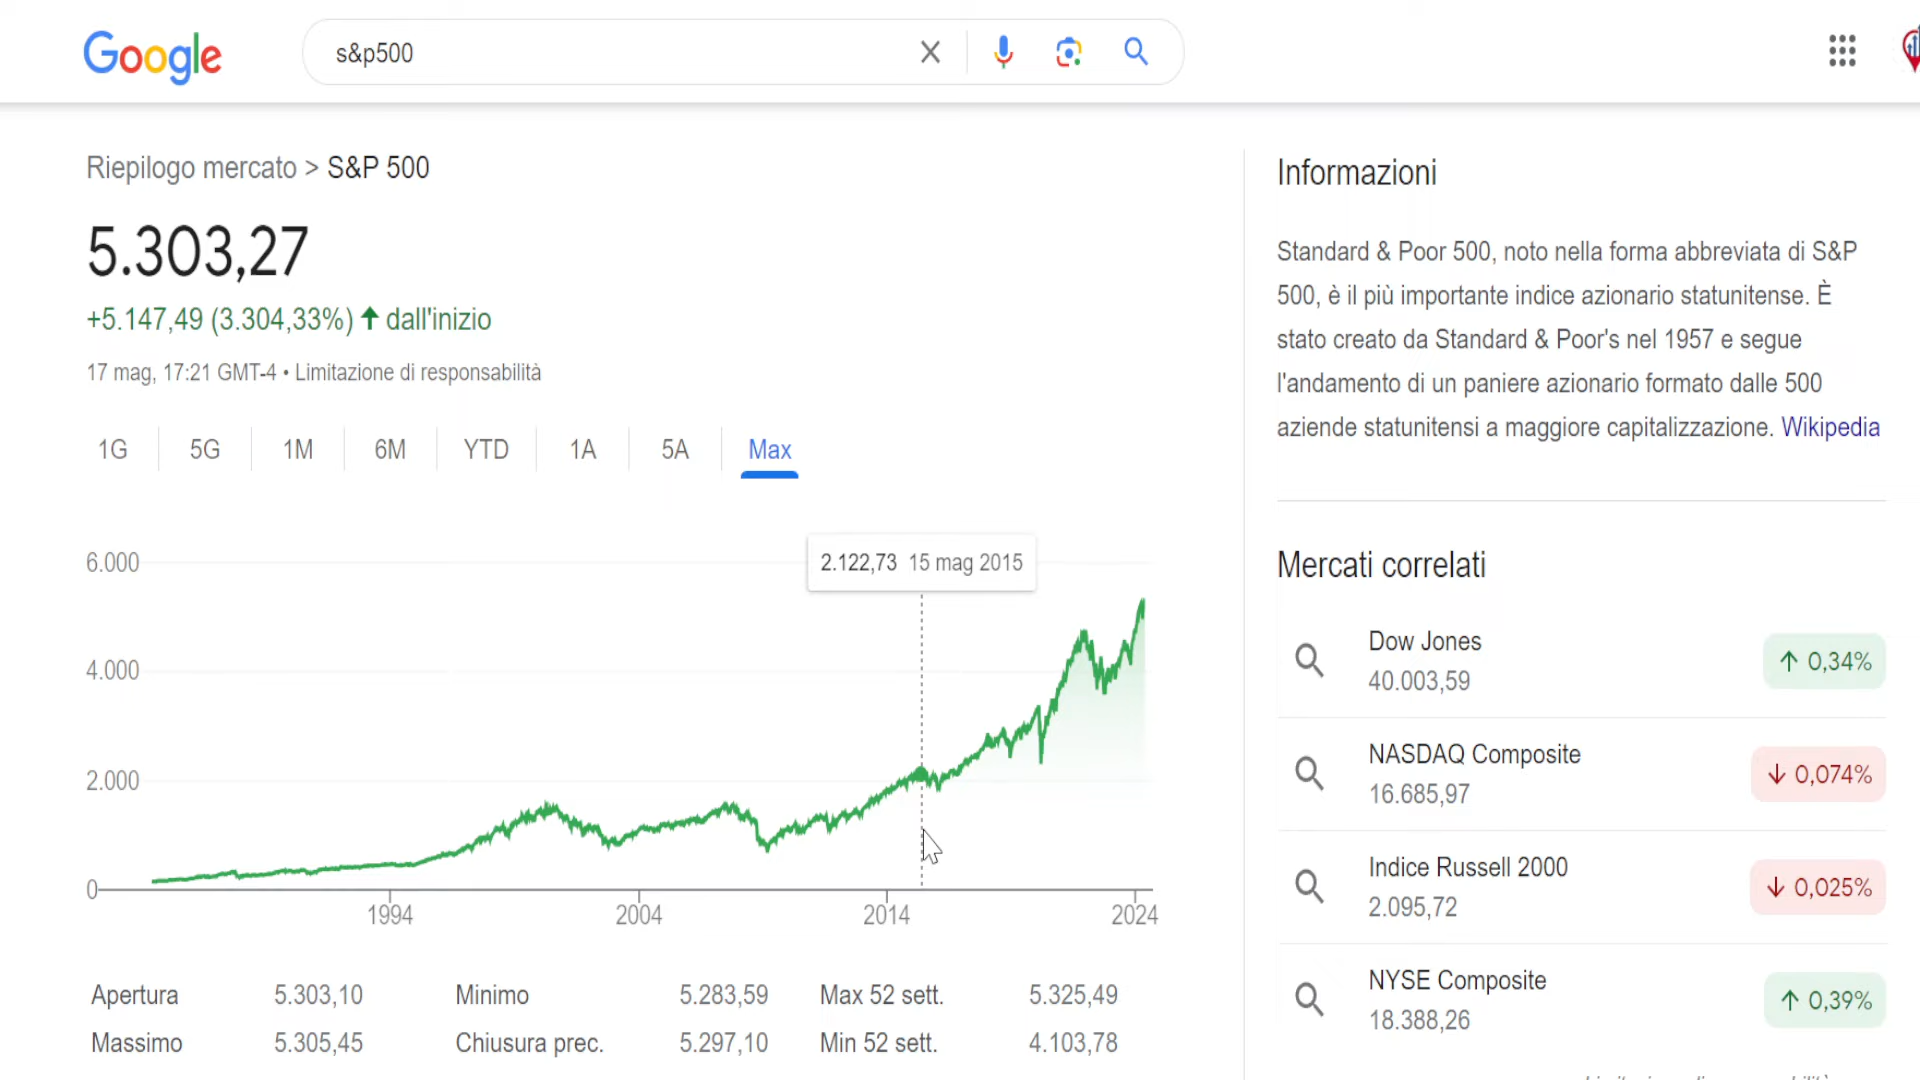 Google
s&p500
Riepilogo mercato > S&P 500
5.303,27
+5.147,49 (3.304,33%) ↑ dall'inizio
17 mag, 17:21 GMT-4 • Limitazione di responsabilità
1G 5G 1M 6M YTD 1A 5A Max
2.122,73 15 mag 2015
6.000
4.000
2.000
0
1994 2004 2014 2024
Apertura 5.303,10 Minimo 5.283,59 Max 52 sett. 5.325,49
Massimo 5.305,45 Chiusura prec. 5.297,10 Min 52 sett. 4.103,78
Informazioni
Standard & Poor 500, noto nella forma abbreviata di S&P
500, è il più importante indice azionario statunitense. È
stato creato da Standard & Poor's nel 1957 e segue
l'andamento di un paniere azionario formato dalle 500
aziende statunitensi a maggiore capitalizzazione. Wikipedia
Mercati correlati
Dow Jones
40.003,59
↑ 0,34%
NASDAQ Composite
16.685,97
↓ 0,074%
Indice Russell 2000
2.095,72
↓ 0,025%
NYSE Composite
18.388,26
↑ 0,39%